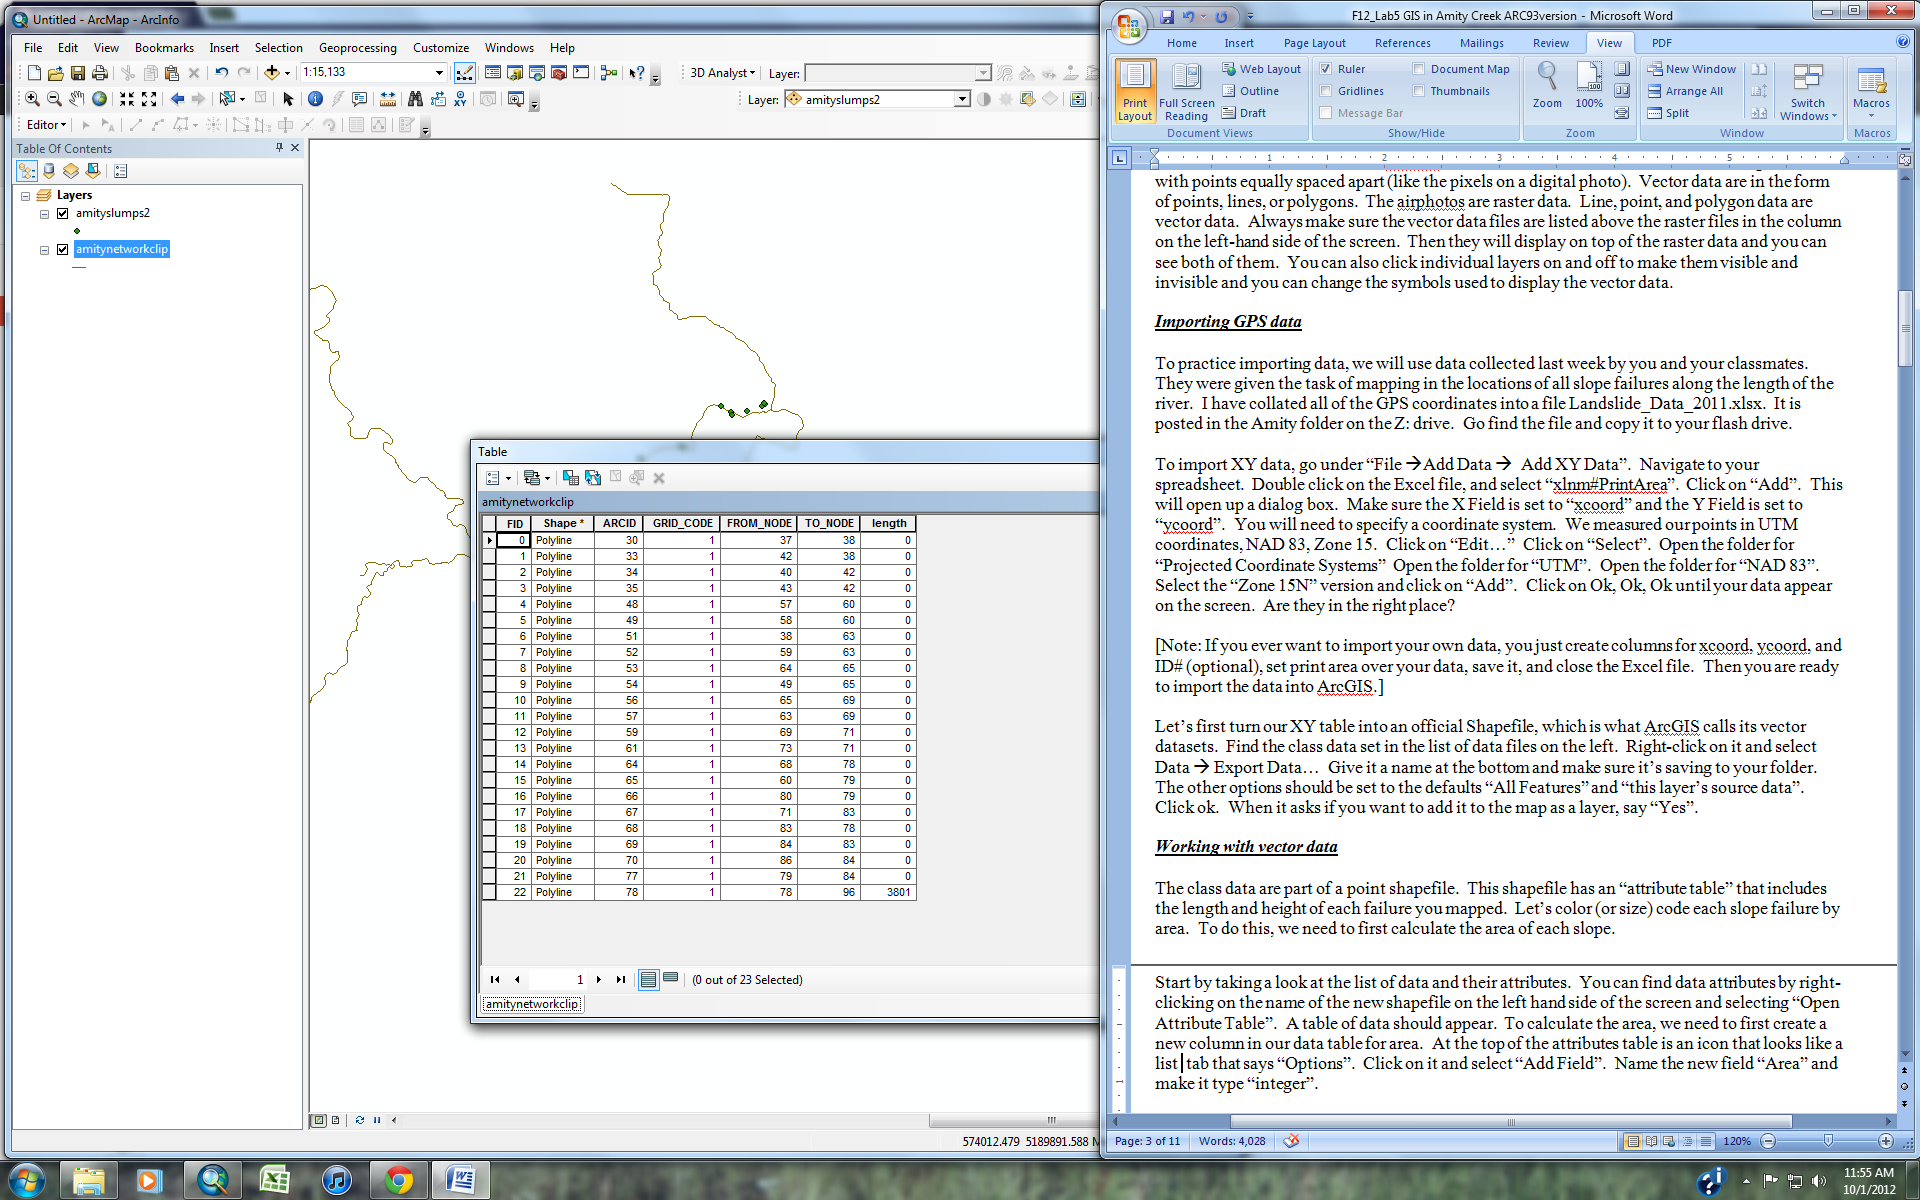 Untitled - ArcMap - ArcInfo
File Edit View Bookmarks Insert Selection Geoprocessing Customize Windows Help
1:15,133 3D Analyst Layer:
Layer: amityslumps2
Editor
Table Of Contents
Layers
amityslumps2
amitynetworkclip
Table
amitynetworkclip
FID Shape * ARCID GRID_CODE FROM_NODE TO_NODE length
0 Polyline 30 1 37 38 0
1 Polyline 33 1 42 38 0
2 Polyline 34 1 40 42 0
3 Polyline 35 1 43 42 0
4 Polyline 48 1 57 60 0
5 Polyline 49 1 58 60 0
6 Polyline 51 1 38 63 0
7 Polyline 52 1 59 63 0
8 Polyline 53 1 64 65 0
9 Polyline 54 1 49 65 0
10 Polyline 56 1 65 69 0
11 Polyline 57 1 63 69 0
12 Polyline 59 1 69 71 0
13 Polyline 61 1 73 71 0
14 Polyline 64 1 68 78 0
15 Polyline 65 1 60 79 0
16 Polyline 66 1 80 79 0
17 Polyline 67 1 71 83 0
18 Polyline 68 1 83 78 0
19 Polyline 69 1 84 83 0
20 Polyline 70 1 86 84 0
21 Polyline 77 1 79 84 0
22 Polyline 78 1 78 96 3801
1 (0 out of 23 Selected)
amitynetworkclip
574012.479 5189891.588 M
F12_Lab5 GIS in Amity Creek ARC93version - Microsoft Word
Home Insert Page Layout References Mailings Review View PDF
Print Layout
Full Screen Reading
Web Layout
Outline
Draft
Document Views
Ruler
Gridlines
Message Bar
Document Map
Thumbnails
Show/Hide
Zoom
100%
Zoom
New Window
Arrange All
Split
Switch Windows
Window
Macros
Macros
1 2 3 4 5
with points equally spaced apart (like the pixels on a digital photo). Vector data are in the form
of points, lines, or polygons. The airphotos are raster data. Line, point, and polygon data are
vector data. Always make sure the vector data files are listed above the raster files in the column
on the left-hand side of the screen. Then they will display on top of the raster data and you can
see both of them. You can also click individual layers on and off to make them visible and
invisible and you can change the symbols used to display the vector data.
Importing GPS data
To practice importing data, we will use data collected last week by you and your classmates.
They were given the task of mapping in the locations of all slope failures along the length of the
river. I have collated all of the GPS coordinates into a file Landslide_Data_2011.xlsx. It is
posted in the Amity folder on the Z: drive. Go find the file and copy it to your flash drive.
To import XY data, go under “File → Add Data → Add XY Data”. Navigate to your
spreadsheet. Double click on the Excel file, and select “xlnm#PrintArea”. Click on “Add”. This
will open up a dialog box. Make sure the X Field is set to “xcoord” and the Y Field is set to
“ycoord”. You will need to specify a coordinate system. We measured our points in UTM
coordinates, NAD 83, Zone 15. Click on “Edit…” Click on “Select”. Open the folder for
“Projected Coordinate Systems” Open the folder for “UTM”. Open the folder for “NAD 83”.
Select the “Zone 15N” version and click on “Add”. Click on Ok, Ok, Ok until your data appear
on the screen. Are they in the right place?
[Note: If you ever want to import your own data, you just create columns for xcoord, ycoord, and
ID# (optional), set print area over your data, save it, and close the Excel file. Then you are ready
to import the data into ArcGIS.]
Let’s first turn our XY table into an official Shapefile, which is what ArcGIS calls its vector
datasets. Find the class data set in the list of data files on the left. Right-click on it and select
Data → Export Data… Give it a name at the bottom and make sure it’s saving to your folder.
The other options should be set to the defaults “All Features” and “this layer’s source data”.
Click ok. When it asks if you want to add it to the map as a layer, say “Yes”.
Working with vector data
The class data are part of a point shapefile. This shapefile has an “attribute table” that includes
the length and height of each failure you mapped. Let’s color (or size) code each slope failure by
area. To do this, we need to first calculate the area of each slope.
Start by taking a look at the list of data and their attributes. You can find data attributes by right-
clicking on the name of the new shapefile on the left hand side of the screen and selecting “Open
Attribute Table”. A table of data should appear. To calculate the area, we need to first create a
new column in our data table for area. At the top of the attributes table is an icon that looks like a
list tab that says “Options”. Click on it and select “Add Field”. Name the new field “Area” and
make it type “integer”.
Page: 3 of 11 Words: 4,028 120%
11:55 AM
10/1/2012